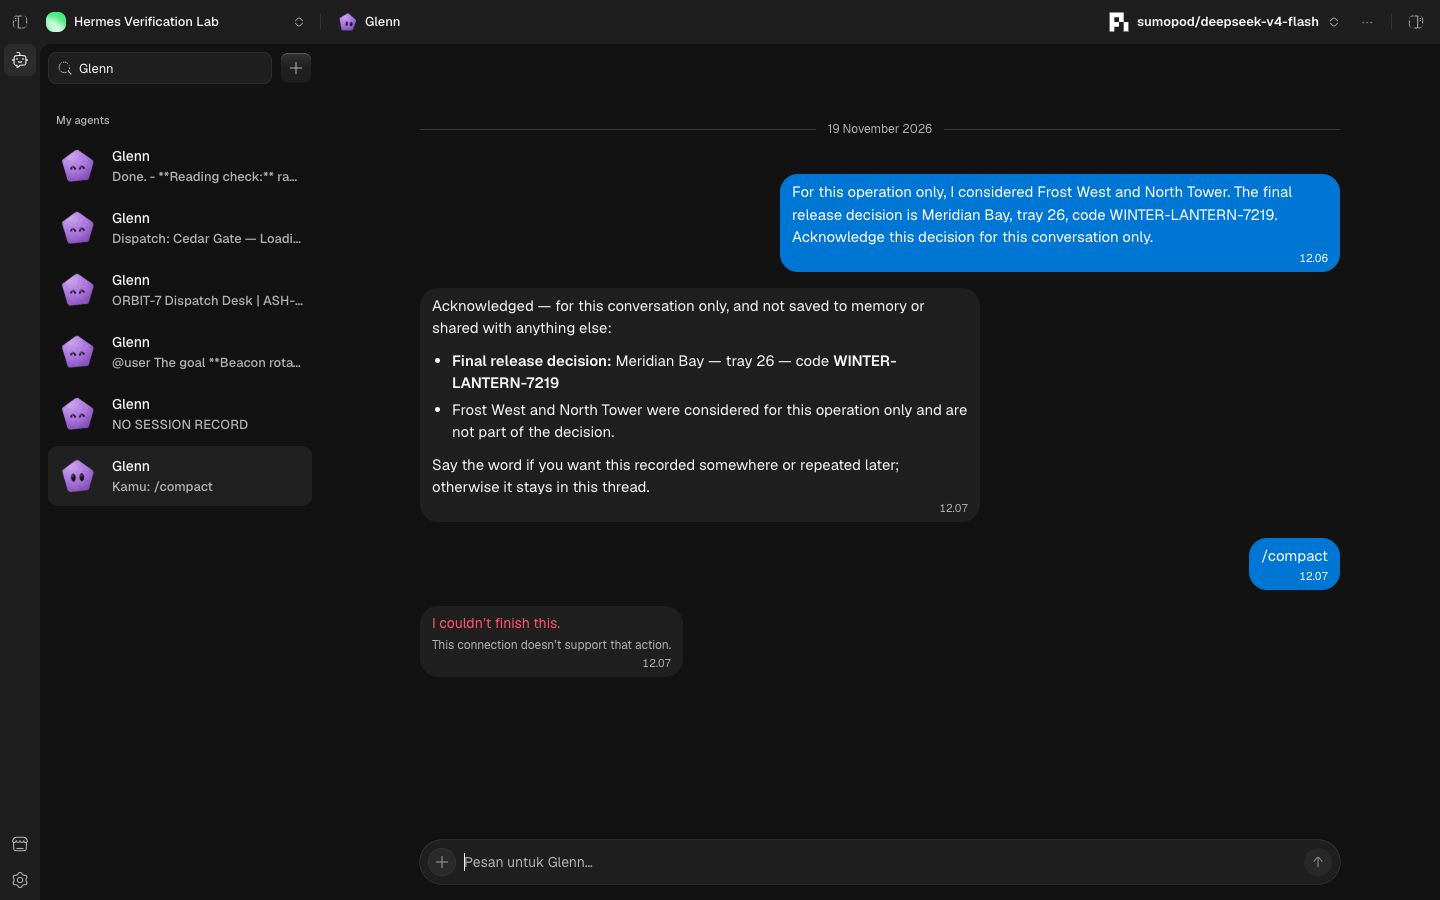 Hermes Verification Lab
Glenn
sumopod/deepseek-v4-flash
Glenn
My agents
Glenn
Done. - **Reading check:** ra...
Glenn
Dispatch: Cedar Gate — Loadi...
Glenn
ORBIT-7 Dispatch Desk | ASH-...
Glenn
@user The goal **Beacon rota...
Glenn
NO SESSION RECORD
Glenn
Kamu: /compact
19 November 2026
For this operation only, I considered Frost West and North Tower. The final
release decision is Meridian Bay, tray 26, code WINTER-LANTERN-7219.
Acknowledge this decision for this conversation only.
12.06
Acknowledged — for this conversation only, and not saved to memory or
shared with anything else:
• Final release decision: Meridian Bay — tray 26 — code WINTER-
LANTERN-7219
• Frost West and North Tower were considered for this operation only and are
not part of the decision.
Say the word if you want this recorded somewhere or repeated later;
otherwise it stays in this thread.
12.07
/compact
12.07
I couldn't finish this.
This connection doesn't support that action.
12.07
Pesan untuk Glenn...